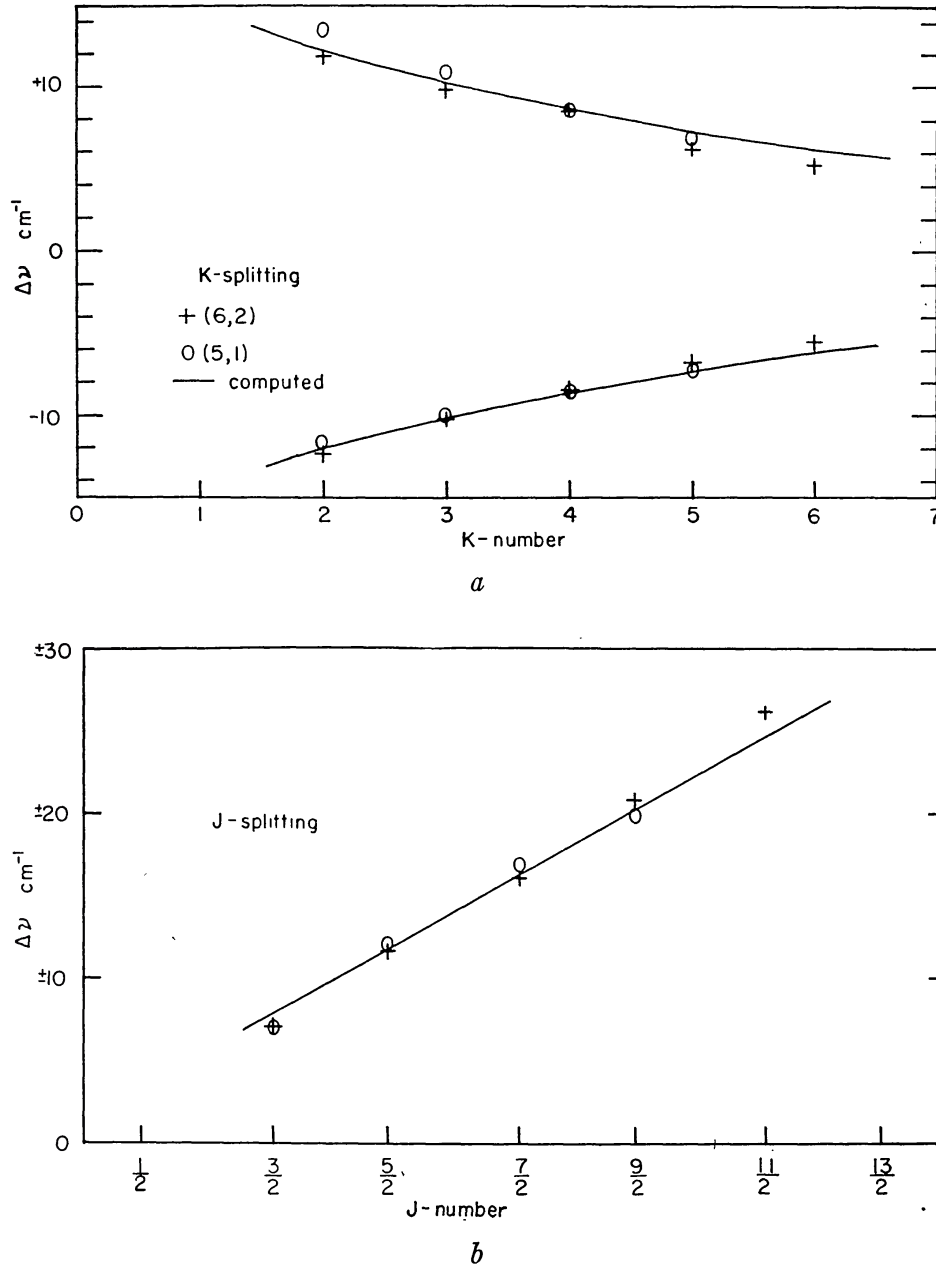 +10
0
-10
Δν cm⁻¹
K-splitting
+ (6,2)
O (5,1)
— computed
0 1 2 3 4 5 6 7
K-number
a
±30
±20
±10
0
Δν cm⁻¹
J-splitting
1/2 3/2 5/2 7/2 9/2 11/2 13/2
J-number
b